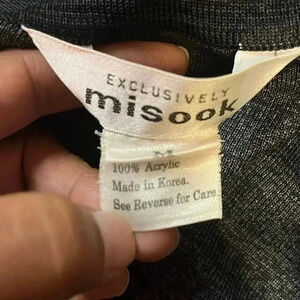 EXCLUSIVELY
misook
M
100% Acrylic
Made in Korea.
See Reverse for Care